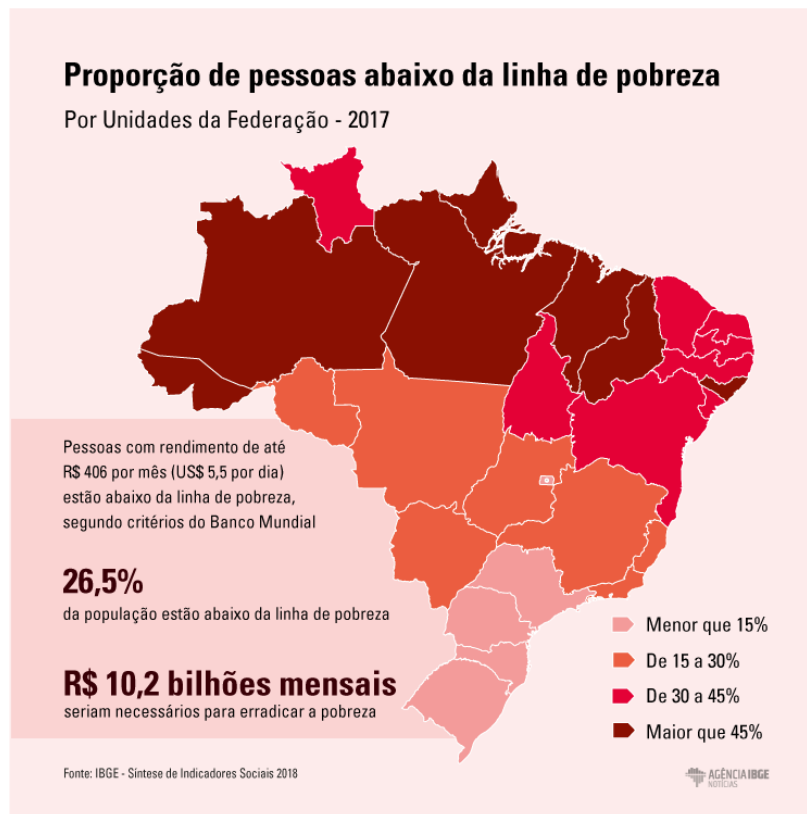 Proporção de pessoas abaixo da linha de pobreza
Por Unidades da Federação - 2017
Pessoas com rendimento de até
R$ 406 por mês (US$ 5,5 por dia)
estão abaixo da linha de pobreza,
segundo critérios do Banco Mundial
26,5%
da população estão abaixo da linha de pobreza
R$ 10,2 bilhões mensais
seriam necessários para erradicar a pobreza
Menor que 15%
De 15 a 30%
De 30 a 45%
Maior que 45%
Fonte: IBGE - Síntese de Indicadores Sociais 2018
AGÊNCIA IBGE
NOTÍCIAS